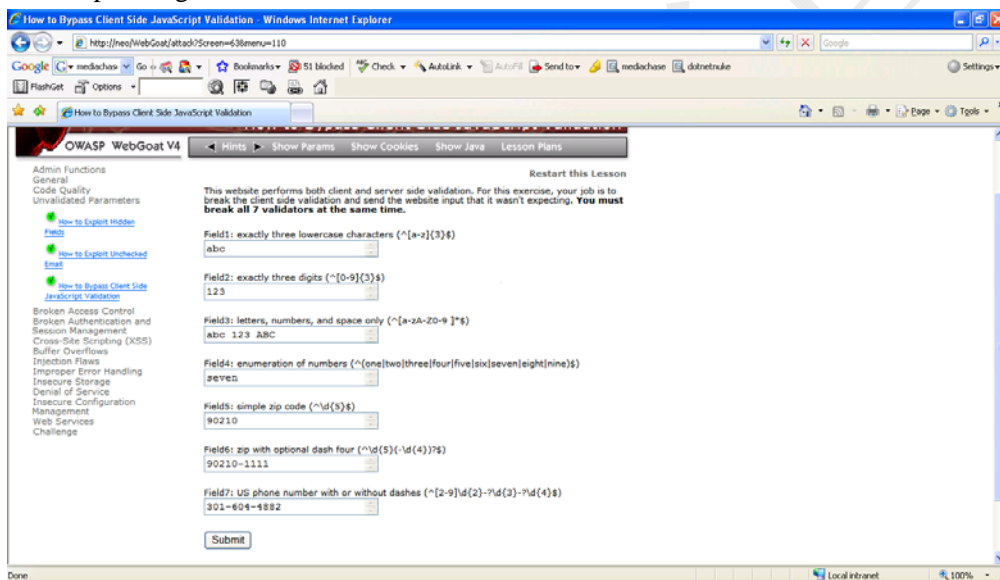 How to Bypass Client Side JavaScript Validation - Windows Internet Explorer
http://neo/WebGoat/attack?Screen=63&menu=110
Google
Google G medachas Go Bookmarks 51 blocked Check AutoLink AutoFill Send to medachase dotnetnuke Settings
FlashGet Options
How to Bypass Client Side JavaScript Validation Page Tools
OWASP WebGoat V4 Hints Show Params Show Cookies Show Java Lesson Plans
Restart this Lesson
Admin Functions
General
Code Quality
Unvalidated Parameters
How to Exploit Hidden
Fields
How to Exploit Unchecked
Email
How to Bypass Client Side
JavaScript Validation
Broken Access Control
Broken Authentication and
Session Management
Cross-Site Scripting (XSS)
Buffer Overflows
Injection Flaws
Improper Error Handling
Insecure Storage
Denial of Service
Insecure Configuration
Management
Web Services
Challenge
This website performs both client and server side validation. For this exercise, your job is to
break the client side validation and send the website input that it wasn't expecting. You must
break all 7 validators at the same time.
Field1: exactly three lowercase characters (^[a-z]{3}$)
abc
Field2: exactly three digits (^[0-9]{3}$)
123
Field3: letters, numbers, and space only (^[a-zA-Z0-9 ]*$)
abc 123 ABC
Field4: enumeration of numbers (^(one|two|three|four|five|six|seven|eight|nine)$)
seven
Field5: simple zip code (^\d{5}$)
90210
Field6: zip with optional dash four (^\d{5}(-\d{4})?$)
90210-1111
Field7: US phone number with or without dashes (^[2-9]\d{2}-?\d{3}-?\d{4}$)
301-604-4882
Submit
Done Local intranet 100%